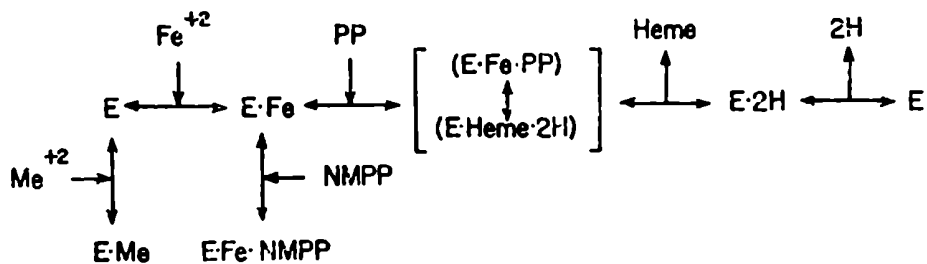 Fe+2 PP Heme 2H
(E·Fe·PP)
E E·Fe E·2H E
(E·Heme·2H)
Me+2 NMPP
E·Me E·Fe·NMPP